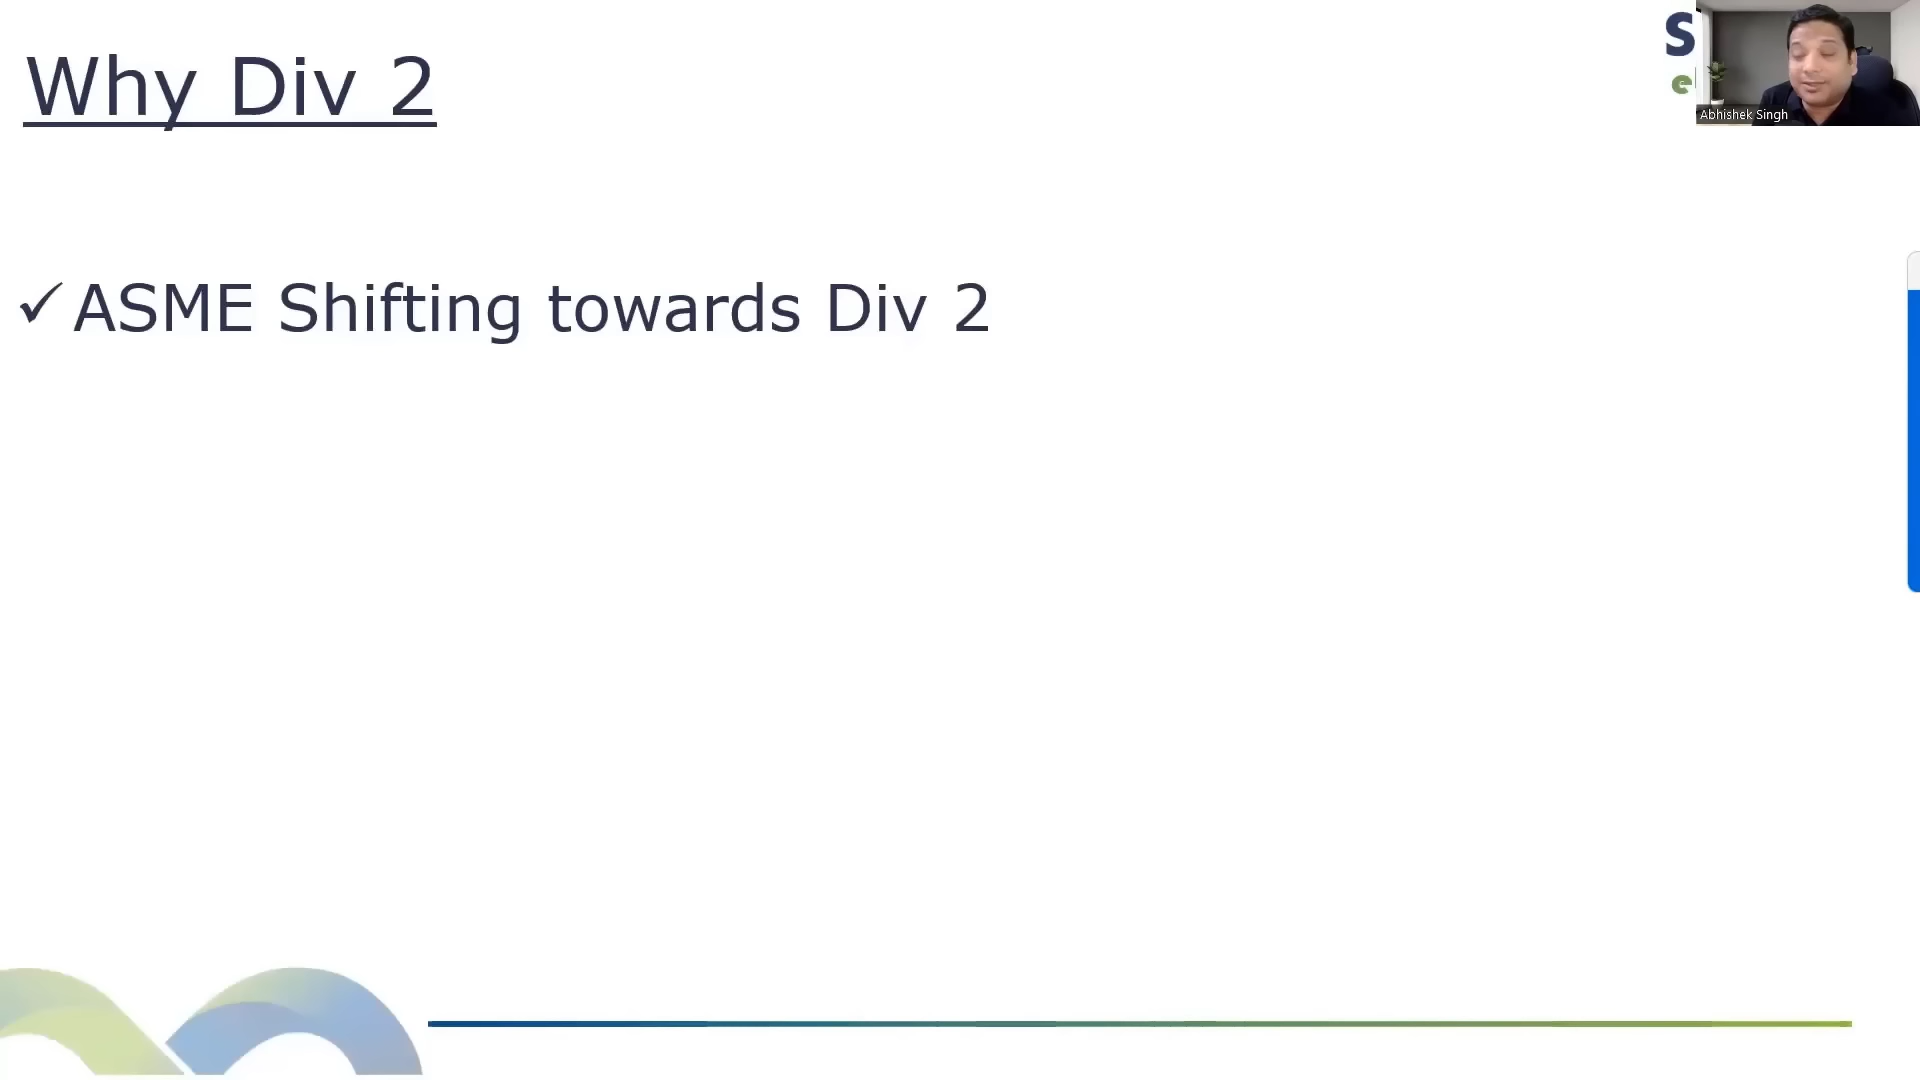 Why Div 2
S
e
Abhishek Singh
✓ASME Shifting towards Div 2